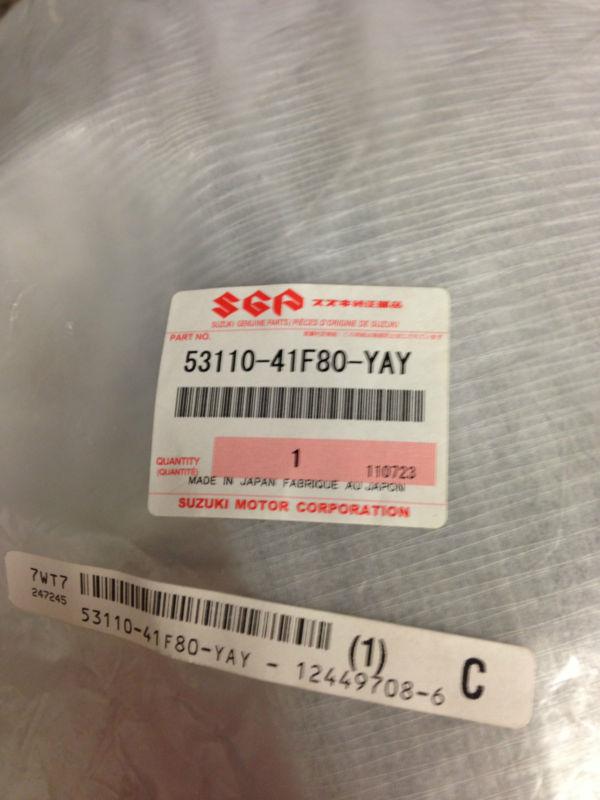 SGP スズキ純正部品
SUZUKI GENUINE PARTS/PIÈCES D'ORIGINE DE SUZUKI
PART NO.
53110-41F80-YAY
QUANTITY
(QUANTITÉ)
1
110723
MADE IN JAPAN FABRIQUE AU JAPON
SUZUKI MOTOR CORPORATION
7WT7
247245
(1)
53110-41F80-YAY - 12449708-6
C